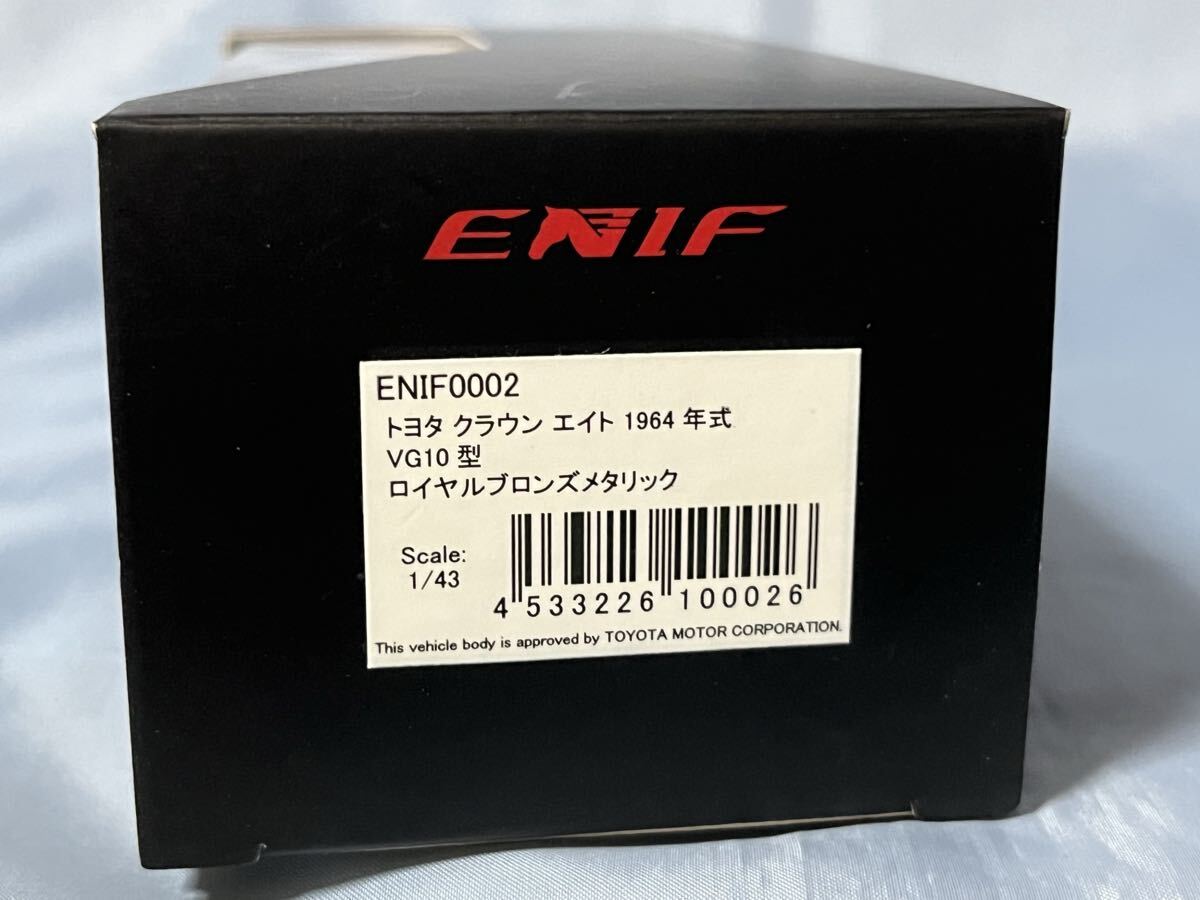 ENIF
ENIF0002
トヨタ クラウン エイト 1964 年式
VG10 型
ロイヤルブロンズメタリック
Scale:
1/43
4 533226 100026
This vehicle body is approved by TOYOTA MOTOR CORPORATION.